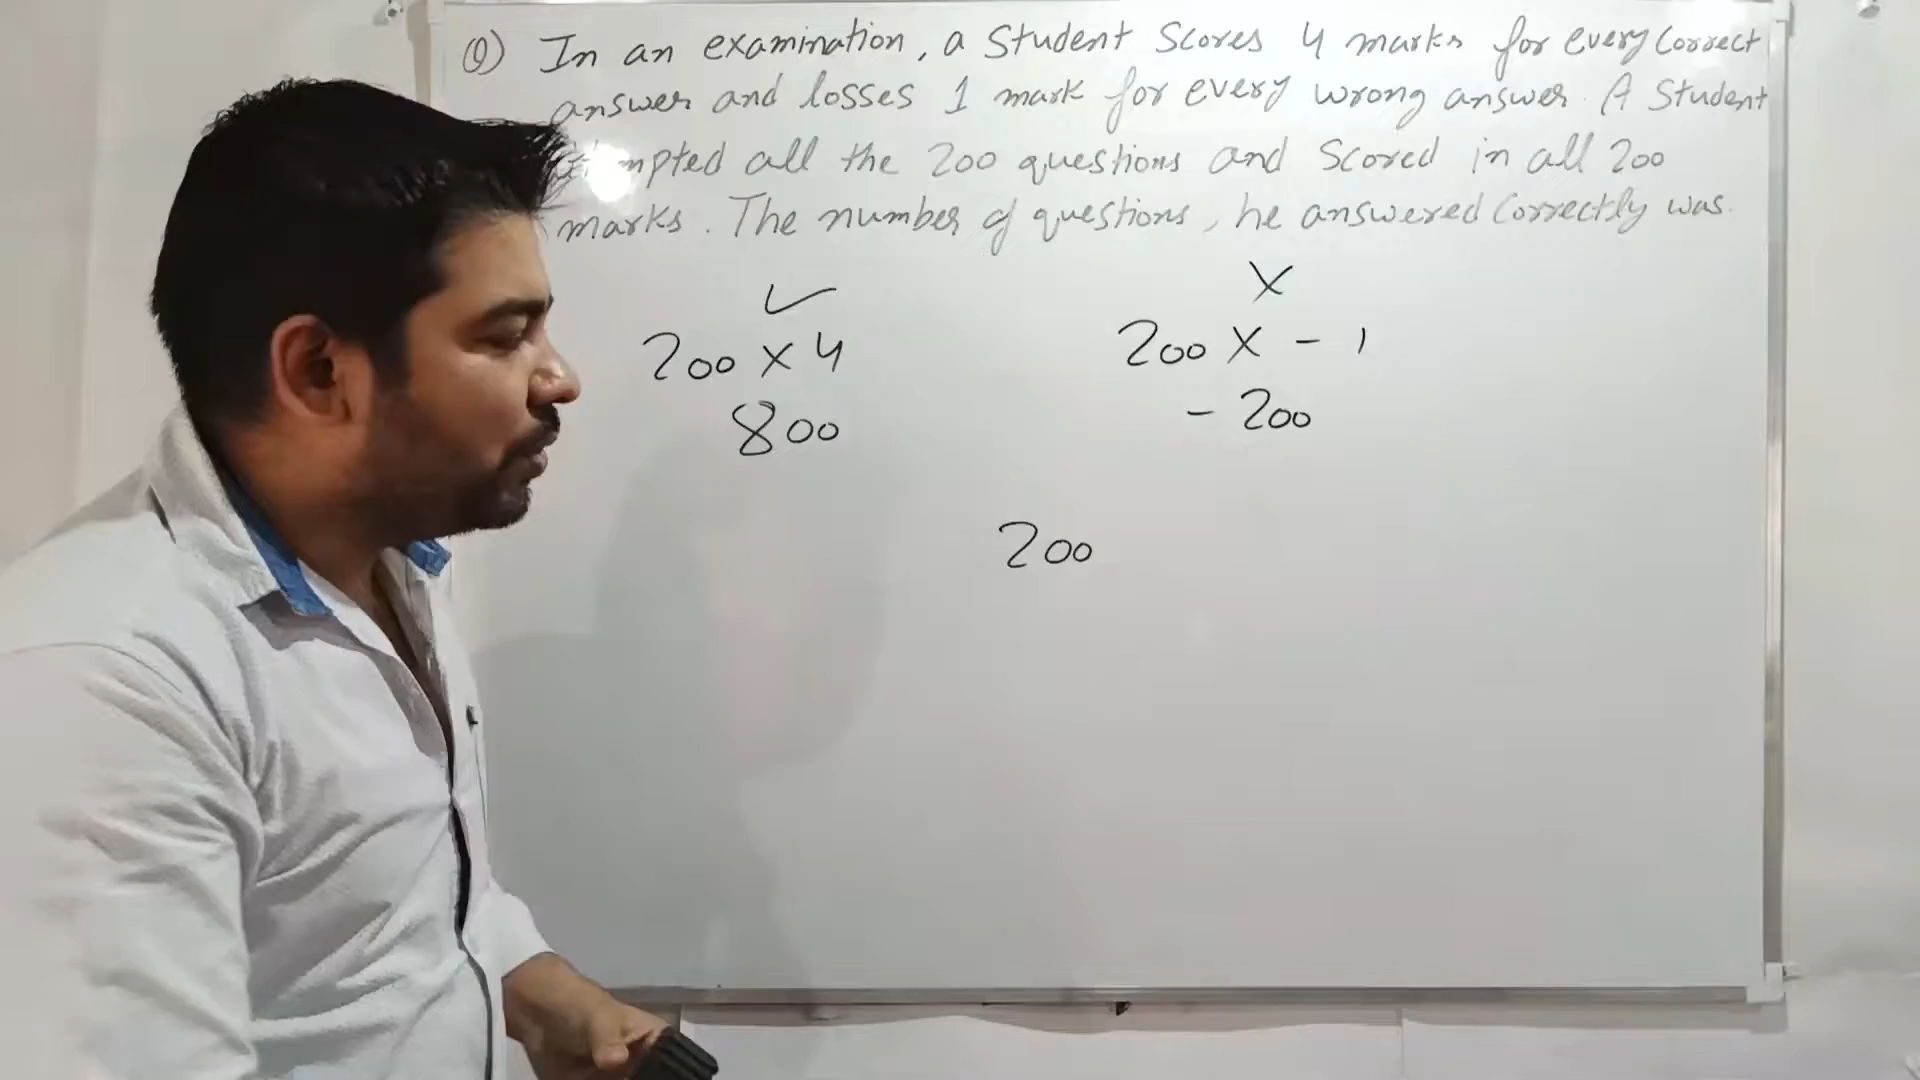 Q) In an examination, a Student Scores 4 marks for every Correct
answer and losses 1 mark for every wrong answer. A Student
all the 200 questions and Scored in all 200
marks. The number of questions, he answered Correctly was.
✓ X
200 X 4 200 X - 1
800 - 200
200